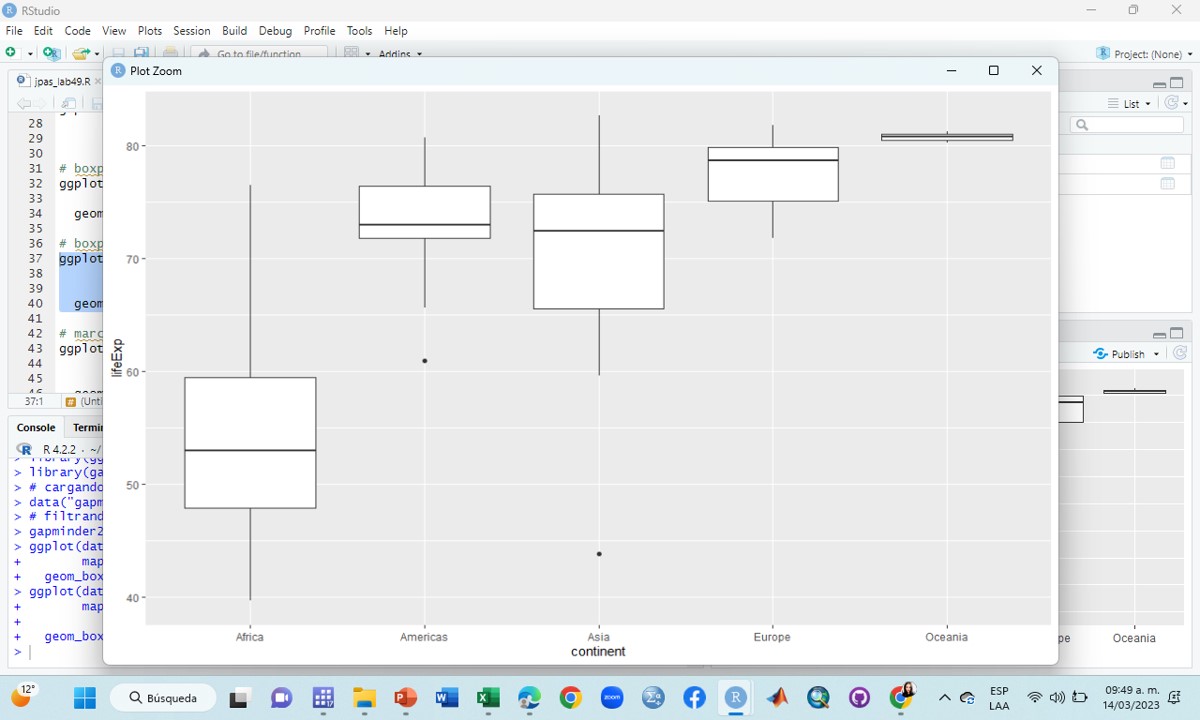 RStudio
File Edit Code View Plots Session Build Debug Profile Tools Help
Go to file/function Addins Project: (None)
Plot Zoom
jpas_lab49.R
List
28
29
30
31 # boxp
32 ggplot
33
34 geom
35
36 # boxp
37 ggplot
38
39
40 geom
41
42 # marc
43 ggplot
44
45
37:1 (Unti
Console Termin
R 4.2.2 · ~/
> library(ga
> # cargando
> data("gapm
> # filtrand
> gapminder2
> ggplot(dat
+ map
+ geom_box
> ggplot(dat
+ map
+
+ geom_box
>
80
70
60
50
40
lifeExp
Africa Americas Asia Europe Oceania
continent
Publish
pe Oceania
12°
Búsqueda
17
zoom
ESP
LAA
09:49 a. m.
14/03/2023